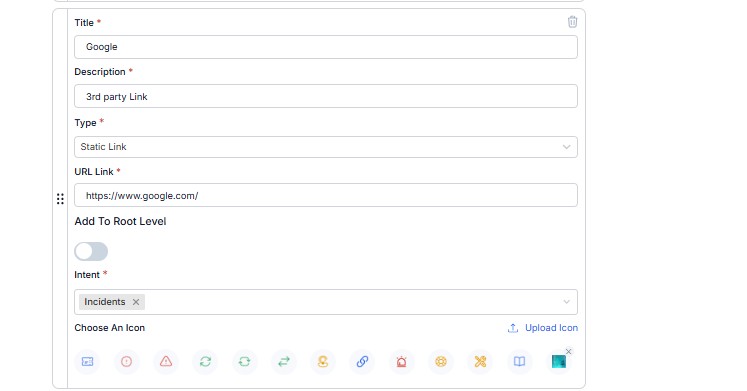 Title *
Google
Description *
3rd party Link
Type *
Static Link
URL Link *
https://www.google.com/
Add To Root Level
Intent *
Incidents
Choose An Icon
Upload Icon